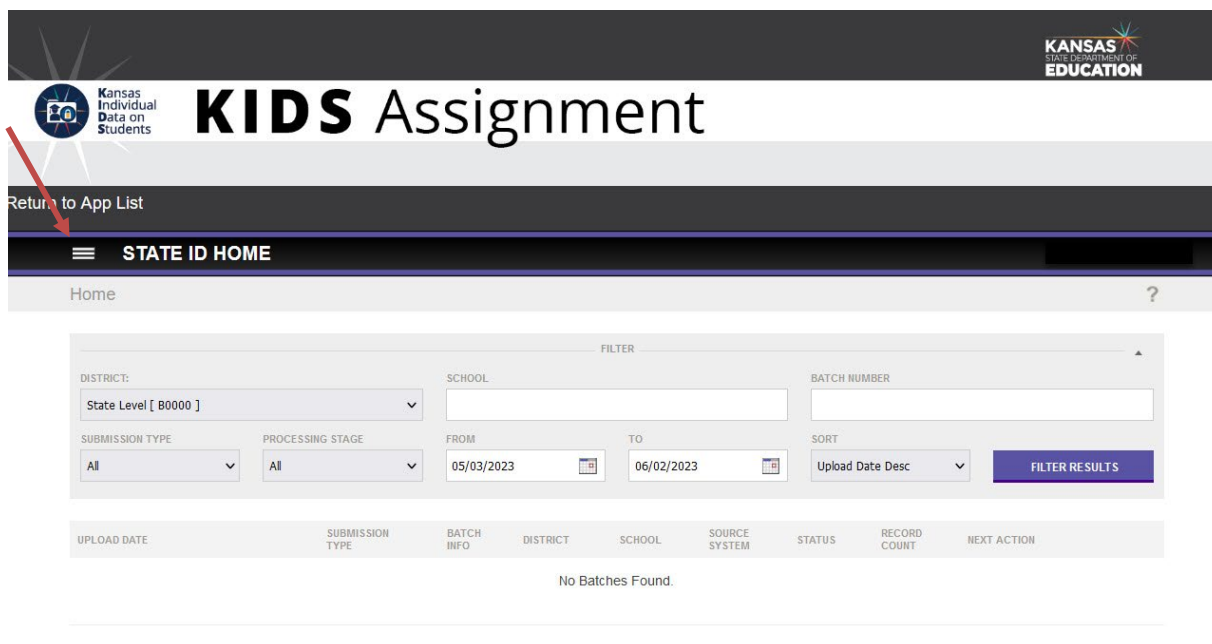 KANSAS
STATE DEPARTMENT OF
EDUCATION
Kansas
Individual
Data on
Students
KIDS Assignment
Return to App List
STATE ID HOME
Home ?
FILTER
DISTRICT: SCHOOL BATCH NUMBER
State Level [ B0000 ]
SUBMISSION TYPE PROCESSING STAGE FROM TO SORT
All All 05/03/2023 06/02/2023 Upload Date Desc FILTER RESULTS
UPLOAD DATE SUBMISSION TYPE BATCH INFO DISTRICT SCHOOL SOURCE SYSTEM STATUS RECORD COUNT NEXT ACTION
No Batches Found.